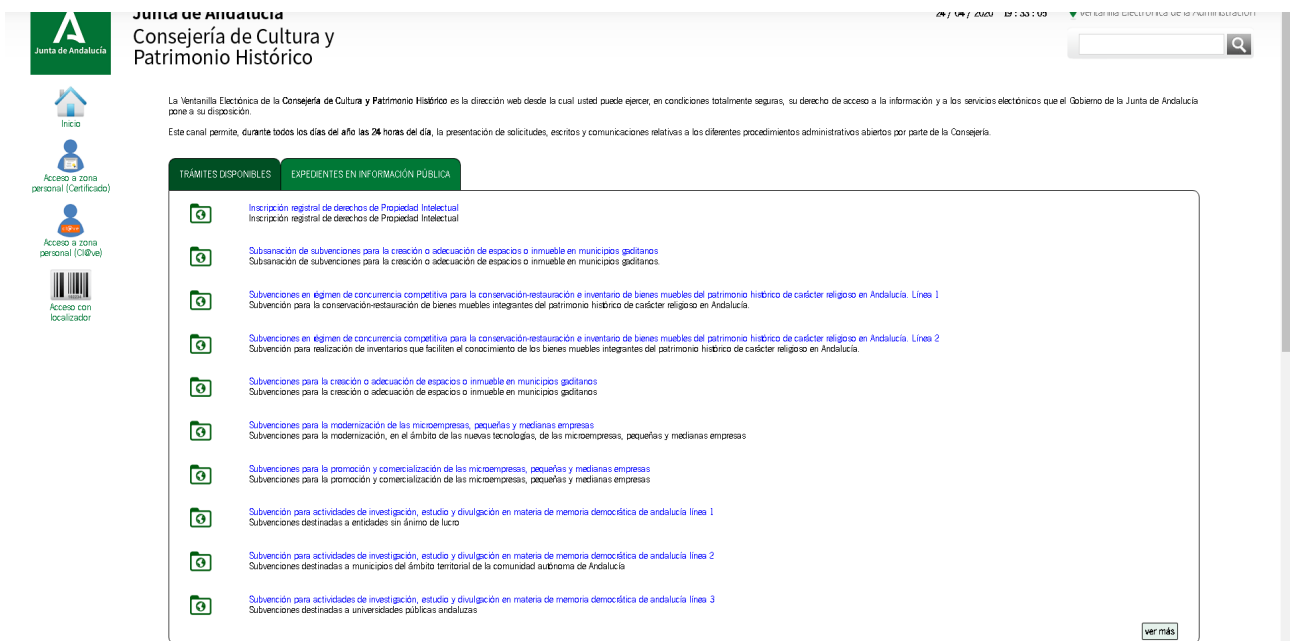 Junta de Andalucía
24 / 04 / 2020 19 : 33 : 05
Ventanilla Electrónica de la Administración
Junta de Andalucía
Consejería de Cultura y
Patrimonio Histórico
Inicio
Acceso a zona
personal (Certificado)
Acceso a zona
personal (Cl@ve)
Acceso con
localizador
La Ventanilla Electiónica de la Consejería de Cultura y Patrimonio Histórico es la dirección web desde la cual usted puede ejercer, en condiciones totalmente seguras, su derecho de acceso a la información y a los servicios electiónicos que el Gobierno de la Junta de Andalucía
pone a su disposición.
Este canal permite, durante todos los días del año las 24 horas del día, la presentación de solicitudes, escritos y comunicaciones relativas a los diferentes procedimientos administrativos abiertos por parte de la Consejería.
TRÁMITES DISPONIBLES
EXPEDIENTES EN INFORMACIÓN PÚBLICA
Inscripción registral de derechos de Propiedad Intelectual
Inscripción registral de derechos de Propiedad Intelectual
Subsanación de subvenciones para la creación o adecuación de espacios o inmueble en municipios gaditanos
Subsanación de subvenciones para la creación o adecuación de espacios o inmueble en municipios gaditanos.
Subvenciones en régimen de concurrencia competitiva para la conservación-restauración e inventario de bienes muebles del patrimonio histórico de carácter religioso en Andalucía. Línea 1
Subvención para la conservación-restauración de bienes muebles integrantes del patrimonio histórico de carácter religioso en Andalucía.
Subvenciones en régimen de concurrencia competitiva para la conservación-restauración e inventario de bienes muebles del patrimonio histórico de carácter religioso en Andalucía. Línea 2
Subvención para realización de inventarios que faciliten el conocimiento de los bienes muebles integrantes del patrimonio histórico de carácter religioso en Andalucía.
Subvenciones para la creación o adecuación de espacios o inmueble en municipios gaditanos
Subvenciones para la creación o adecuación de espacios o inmueble en municipios gaditanos
Subvenciones para la modernización de las microempresas, pequeñas y medianas empresas
Subvenciones para la modernización, en el ámbito de las nuevas tecnologías, de las microempresas, pequeñas y medianas empresas
Subvenciones para la promoción y comercialización de las microempresas, pequeñas y medianas empresas
Subvenciones para la promoción y comercialización de las microempresas, pequeñas y medianas empresas
Subvención para actividades de investigación, estudio y divulgación en materia de memoria democrática de andalucía línea 1
Subvenciones destinadas a entidades sin ánimo de lucro
Subvención para actividades de investigación, estudio y divulgación en materia de memoria democrática de andalucía línea 2
Subvenciones destinadas a municipios del ámbito territorial de la comunidad autónoma de Andalucía
Subvención para actividades de investigación, estudio y divulgación en materia de memoria democrática de andalucía línea 3
Subvenciones destinadas a universidades públicas andaluzas
ver más